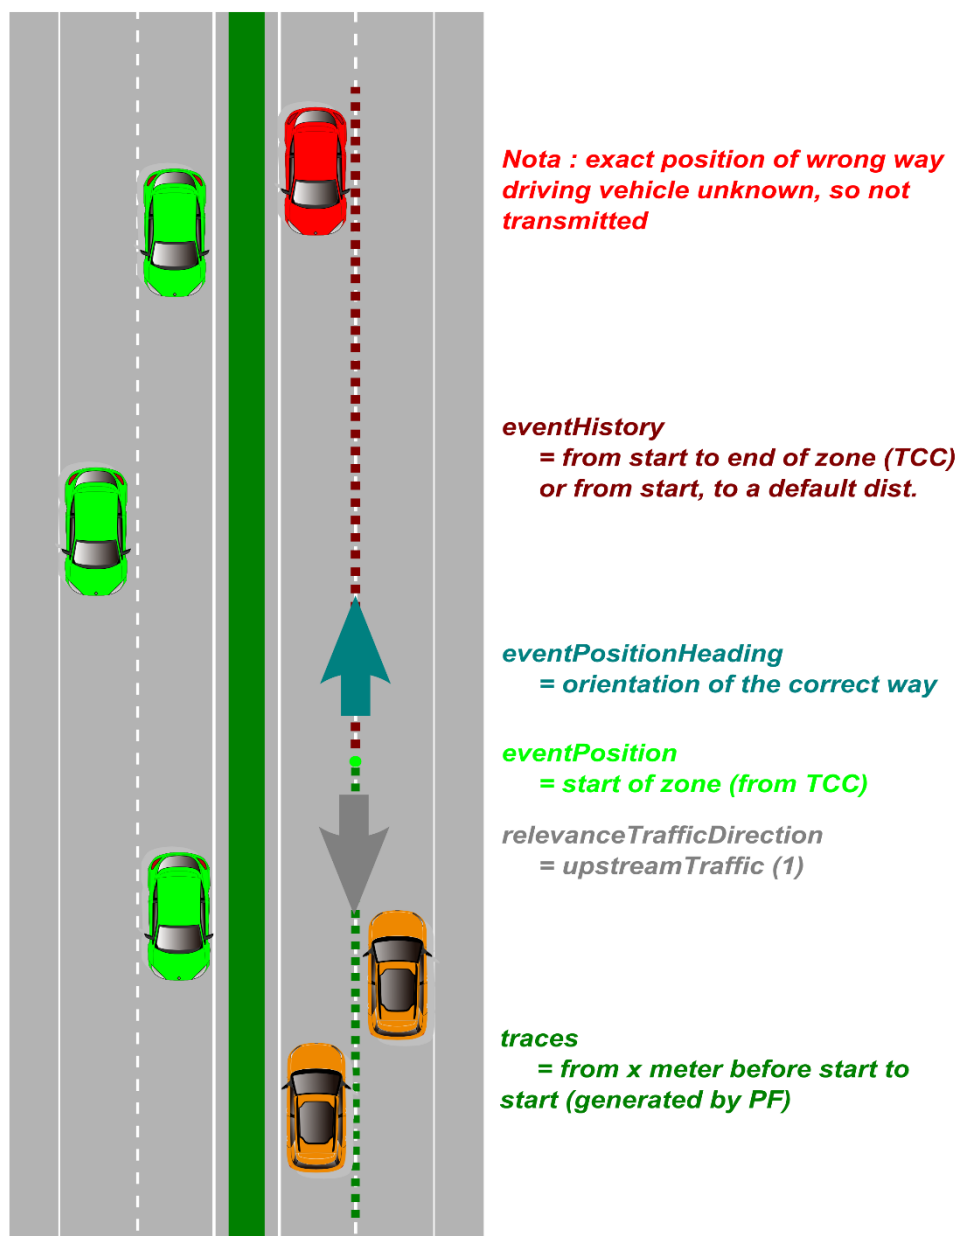 Nota : exact position of wrong way
driving vehicle unknown, so not
transmitted
eventHistory
= from start to end of zone (TCC)
or from start, to a default dist.
eventPositionHeading
= orientation of the correct way
eventPosition
= start of zone (from TCC)
relevanceTrafficDirection
= upstreamTraffic (1)
traces
= from x meter before start to
start (generated by PF)